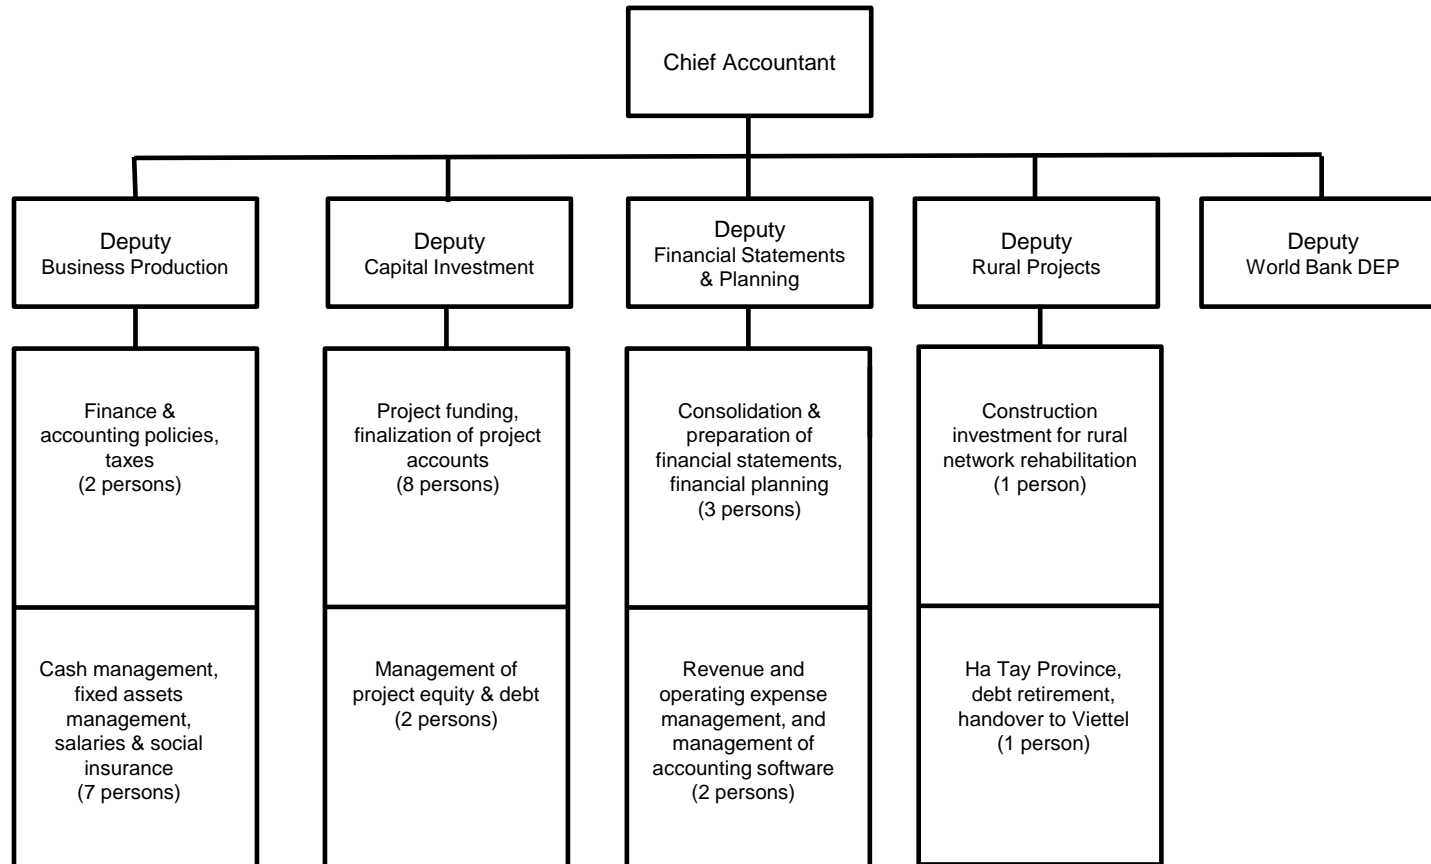 Chief Accountant
Deputy
Business Production
Deputy
Capital Investment
Deputy
Financial Statements
& Planning
Deputy
Rural Projects
Deputy
World Bank DEP
Finance &
accounting policies,
taxes
(2 persons)
Project funding,
finalization of project
accounts
(8 persons)
Consolidation &
preparation of
financial statements,
financial planning
(3 persons)
Construction
investment for rural
network rehabilitation
(1 person)
Cash management,
fixed assets
management,
salaries & social
insurance
(7 persons)
Management of
project equity & debt
(2 persons)
Revenue and
operating expense
management, and
management of
accounting software
(2 persons)
Ha Tay Province,
debt retirement,
handover to Viettel
(1 person)